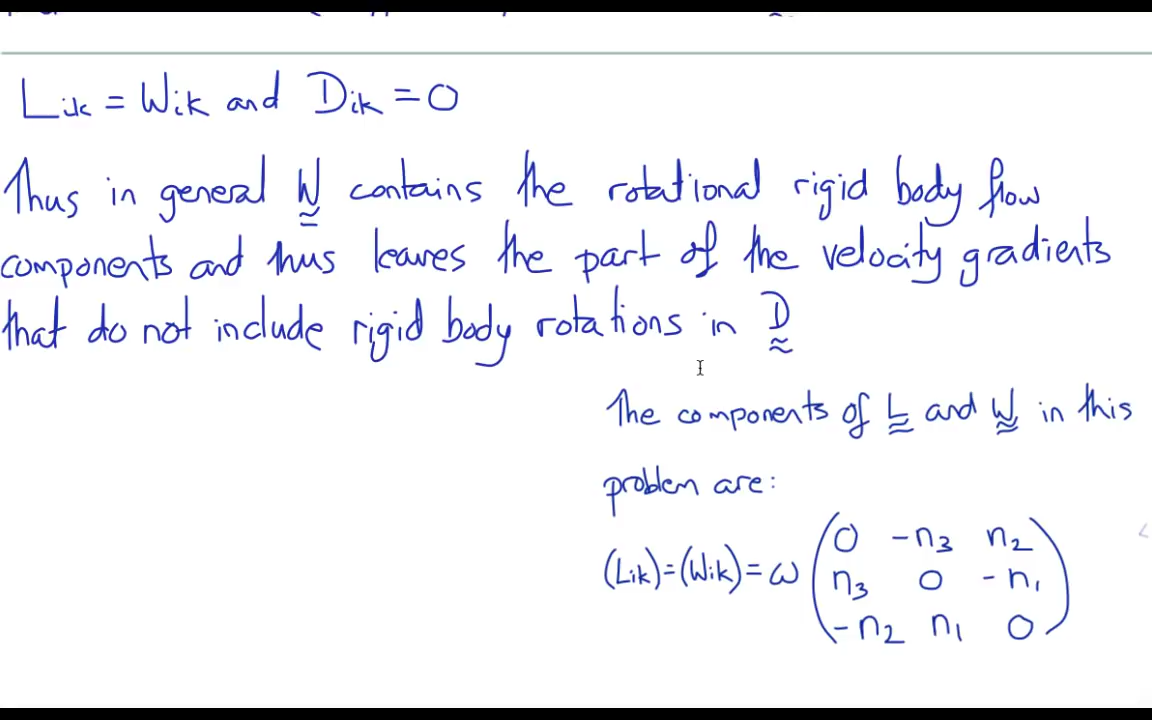 Lik = Wik and Dik = 0
Thus in general W contains the rotational rigid body flow
components and thus leaves the part of the velocity gradients
that do not include rigid body rotations in D
The components of L and W in this
problem are:
(Lik) = (Wik) = ω
0 -n₃ n₂
n₃ 0 -n₁
-n₂ n₁ 0